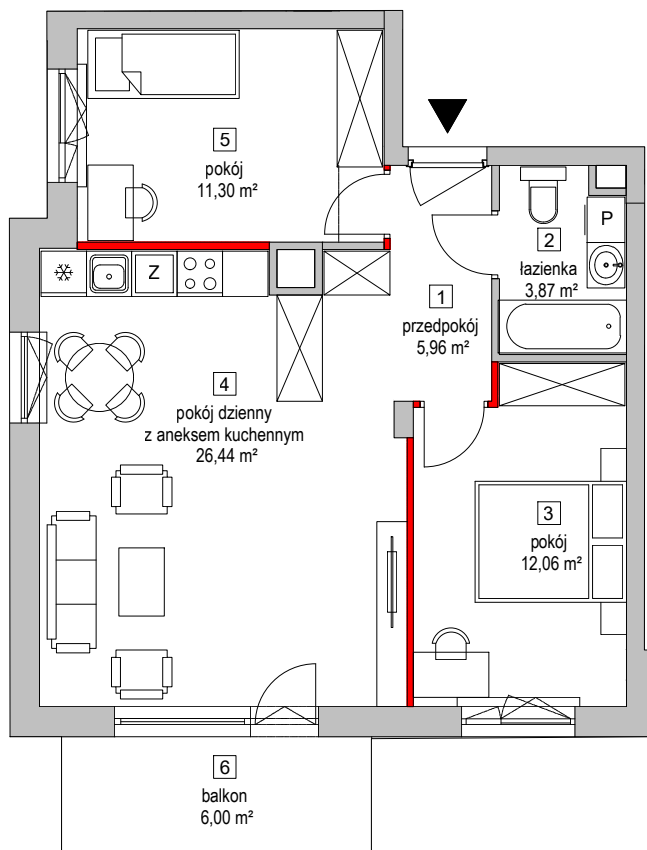 5
pokój
11,30 m²
2
łazienka
3,87 m²
P
Z
1
przedpokój
5,96 m²
4
pokój dzienny
z aneksem kuchennym
26,44 m²
3
pokój
12,06 m²
6
balkon
6,00 m²